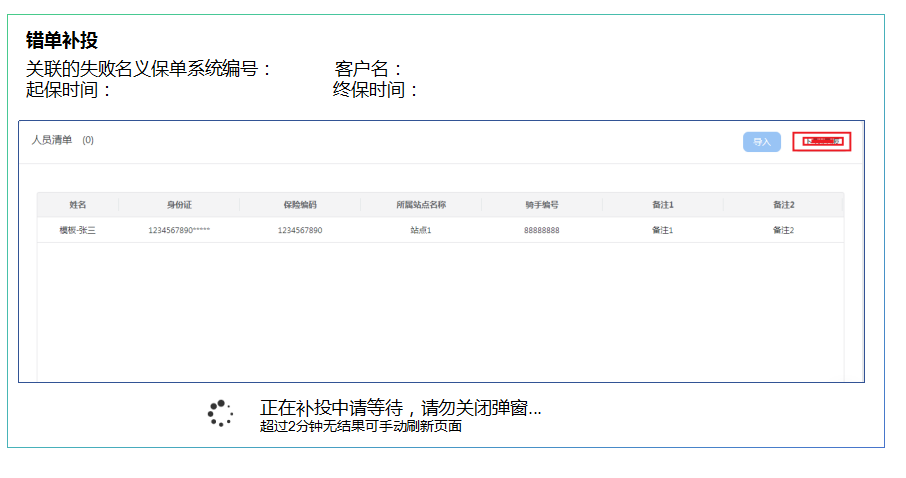 错单补投
关联的失败名义保单系统编号： 客户名：
起保时间： 终保时间：
人员清单 (0) 导入
姓名 身份证 保险编码 所属站点名称 骑手编号 备注1 备注2
模板-张三 1234567890***** 1234567890 站点1 88888888 备注1 备注2
正在补投中请等待，请勿关闭弹窗...
超过2分钟无结果可手动刷新页面